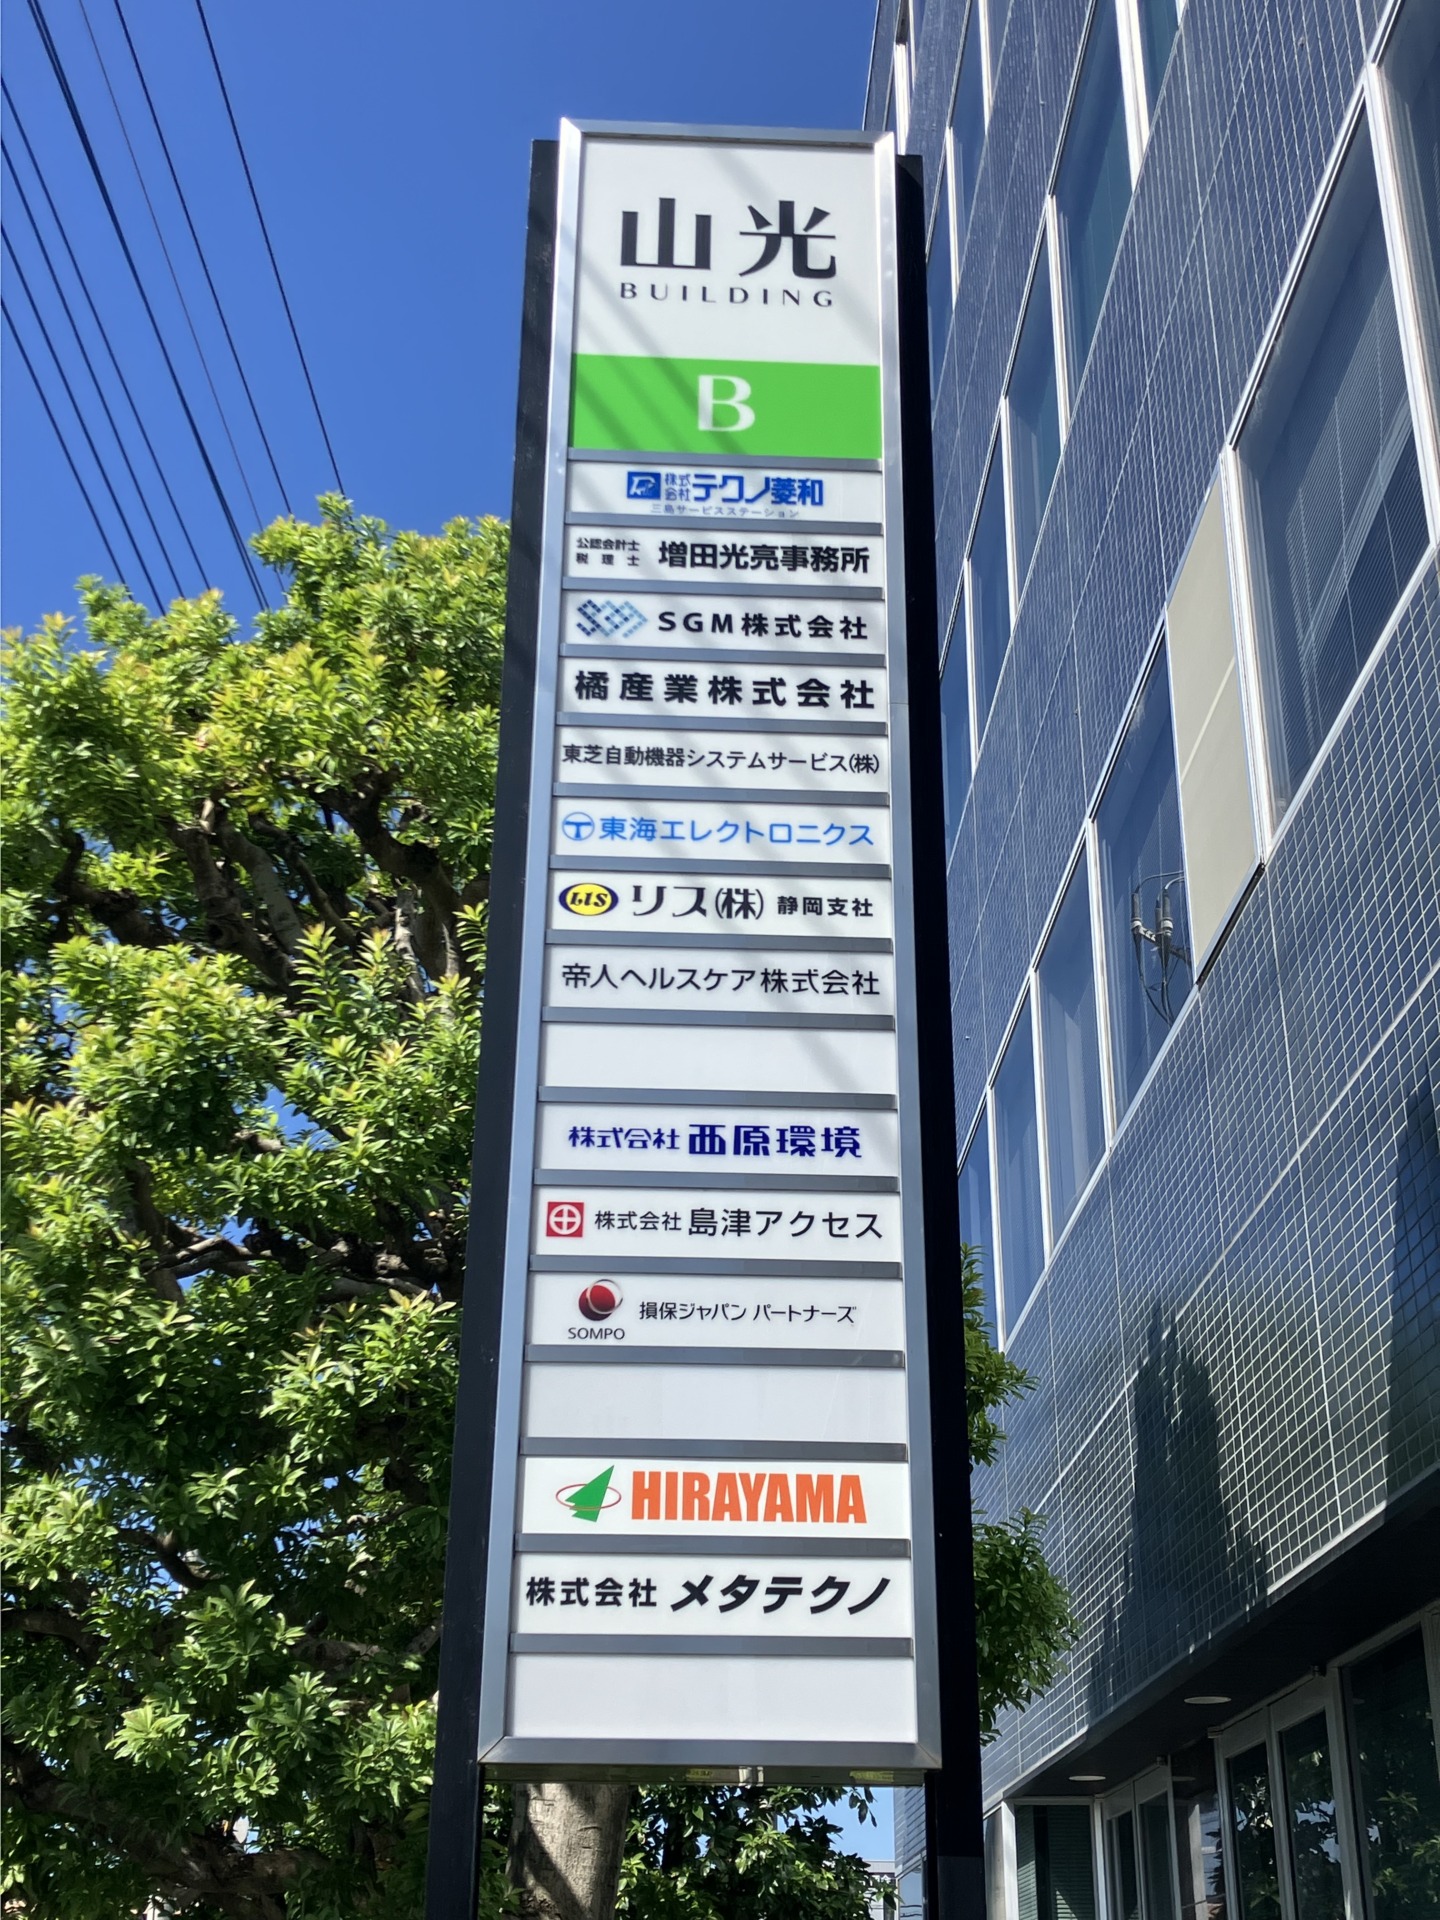 山光
BUILDING
B
株式会社 テクノ菱和
三島サービスステーション
公認会計士
税理士 増田光亮事務所
SGM株式会社
橘産業株式会社
東芝自動機器システムサービス(株)
東海エレクトロニクス
LIS リス(株) 静岡支社
帝人ヘルスケア株式会社
株式会社 西原環境
株式会社 島津アクセス
SOMPO 損保ジャパン パートナーズ
HIRAYAMA
株式会社 メタテクノ